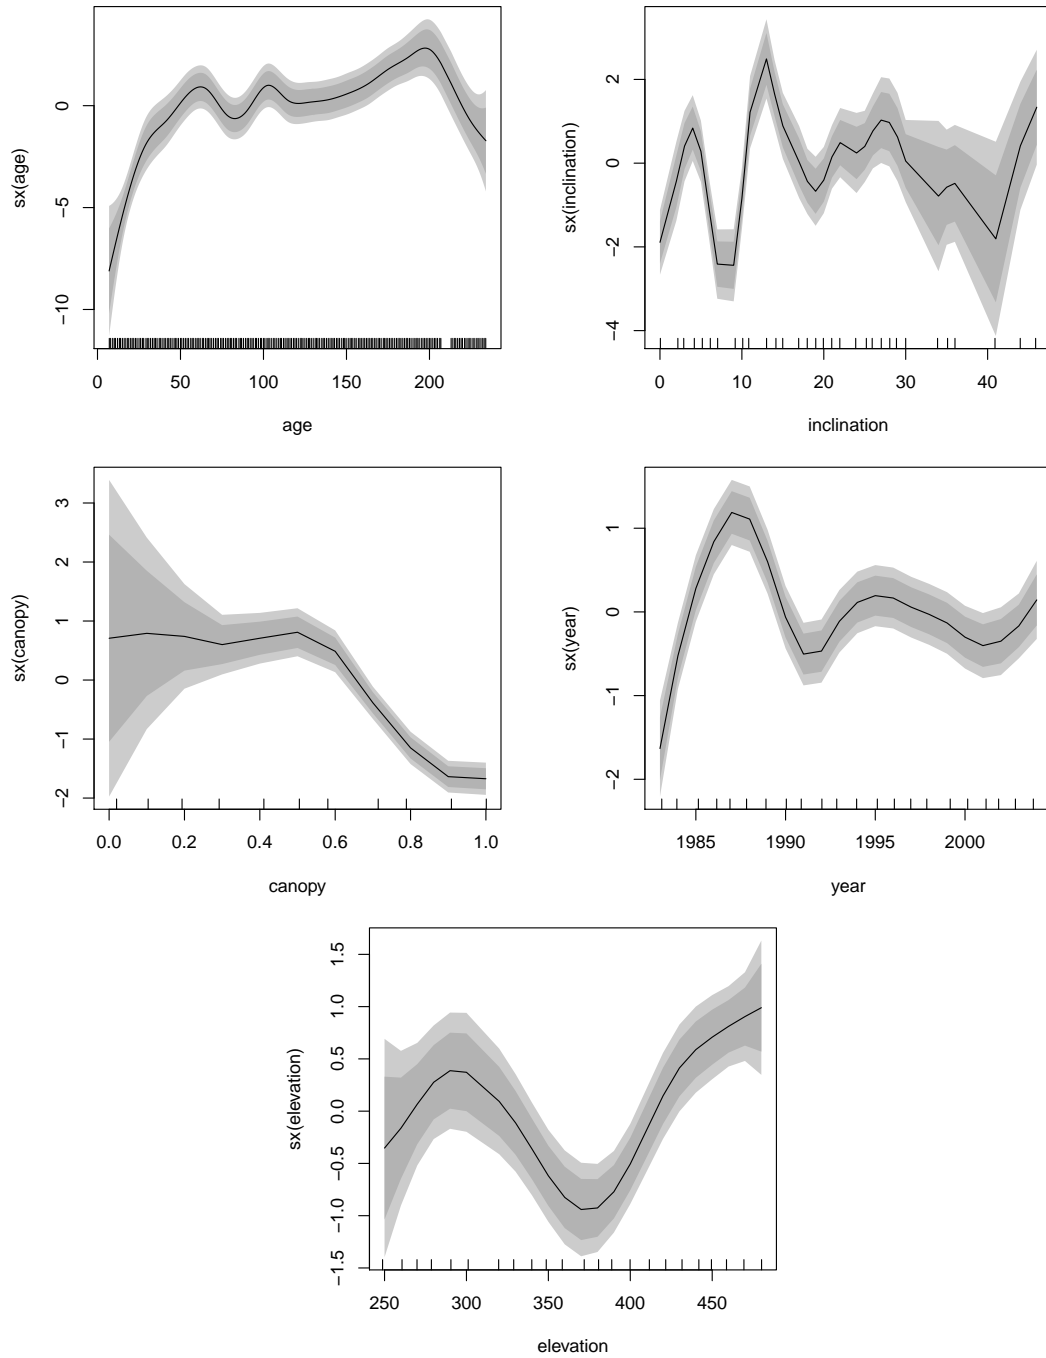 0
−5
−10
sx(age)
0 50 100 150 200
age
2
0
−2
−4
sx(inclination)
0 10 20 30 40
inclination
3
2
1
0
−1
−2
sx(canopy)
0.0 0.2 0.4 0.6 0.8 1.0
canopy
1
0
−1
−2
sx(year)
1985 1990 1995 2000
year
1.5
1.0
0.5
0.0
−0.5
−1.0
−1.5
sx(elevation)
250 300 350 400 450
elevation